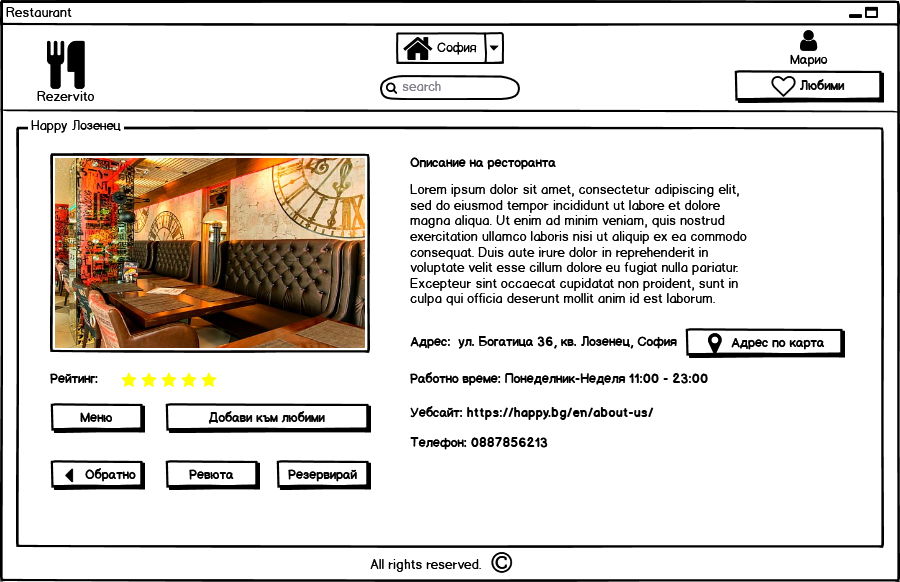 Restaurant
Rezervito
София
search
Марио
Любими
Happy Лозенец
Описание на ресторанта
Lorem ipsum dolor sit amet, consectetur adipiscing elit,
sed do eiusmod tempor incididunt ut labore et dolore
magna aliqua. Ut enim ad minim veniam, quis nostrud
exercitation ullamco laboris nisi ut aliquip ex ea commodo
consequat. Duis aute irure dolor in reprehenderit in
voluptate velit esse cillum dolore eu fugiat nulla pariatur.
Excepteur sint occaecat cupidatat non proident, sunt in
culpa qui officia deserunt mollit anim id est laborum.
Адрес: ул. Богатица 36, кв. Лозенец, София
Адрес по карта
Рейтинг:
Работно време: Понеделник-Неделя 11:00 - 23:00
Меню
Добави към любими
Уебсайт: https://happy.bg/en/about-us/
Телефон: 0887856213
Обратно
Ревюта
Резервирай
All rights reserved. ©